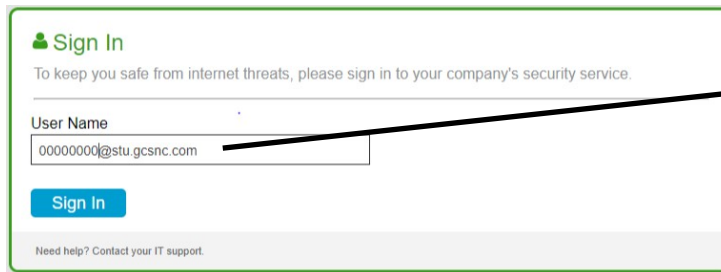 Sign In
To keep you safe from internet threats, please sign in to your company's security service.
User Name
00000000@stu.gcsnc.com
Sign In
Need help? Contact your IT support.